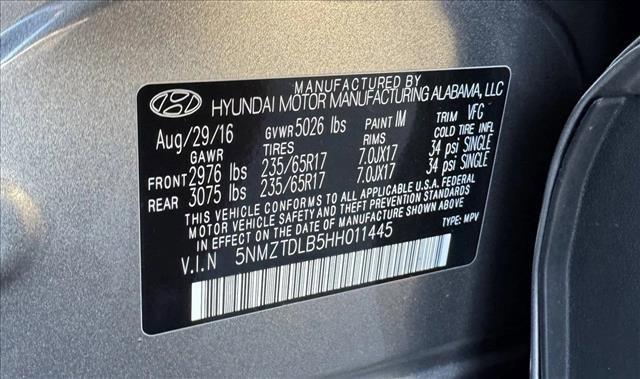 MANUFACTURED BY
HYUNDAI MOTOR MANUFACTURING ALABAMA, LLC
Aug/29/16 GVWR 5026 lbs PAINT IM TRIM VFG
GAWR TIRES RIMS COLD TIRE INFL
FRONT 2976 lbs 235/65R17 7.0JX17 34 psi SINGLE
REAR 3075 lbs 235/65R17 7.0JX17 34 psi SINGLE
THIS VEHICLE CONFORMS TO ALL APPLICABLE U.S.A. FEDERAL
MOTOR VEHICLE SAFETY AND THEFT PREVENTION STANDARDS
IN EFFECT ON THE DATE OF MANUFACTURE SHOWN ABOVE.
V.I.N 5NMZTDLB5HH011445 TYPE: MPV